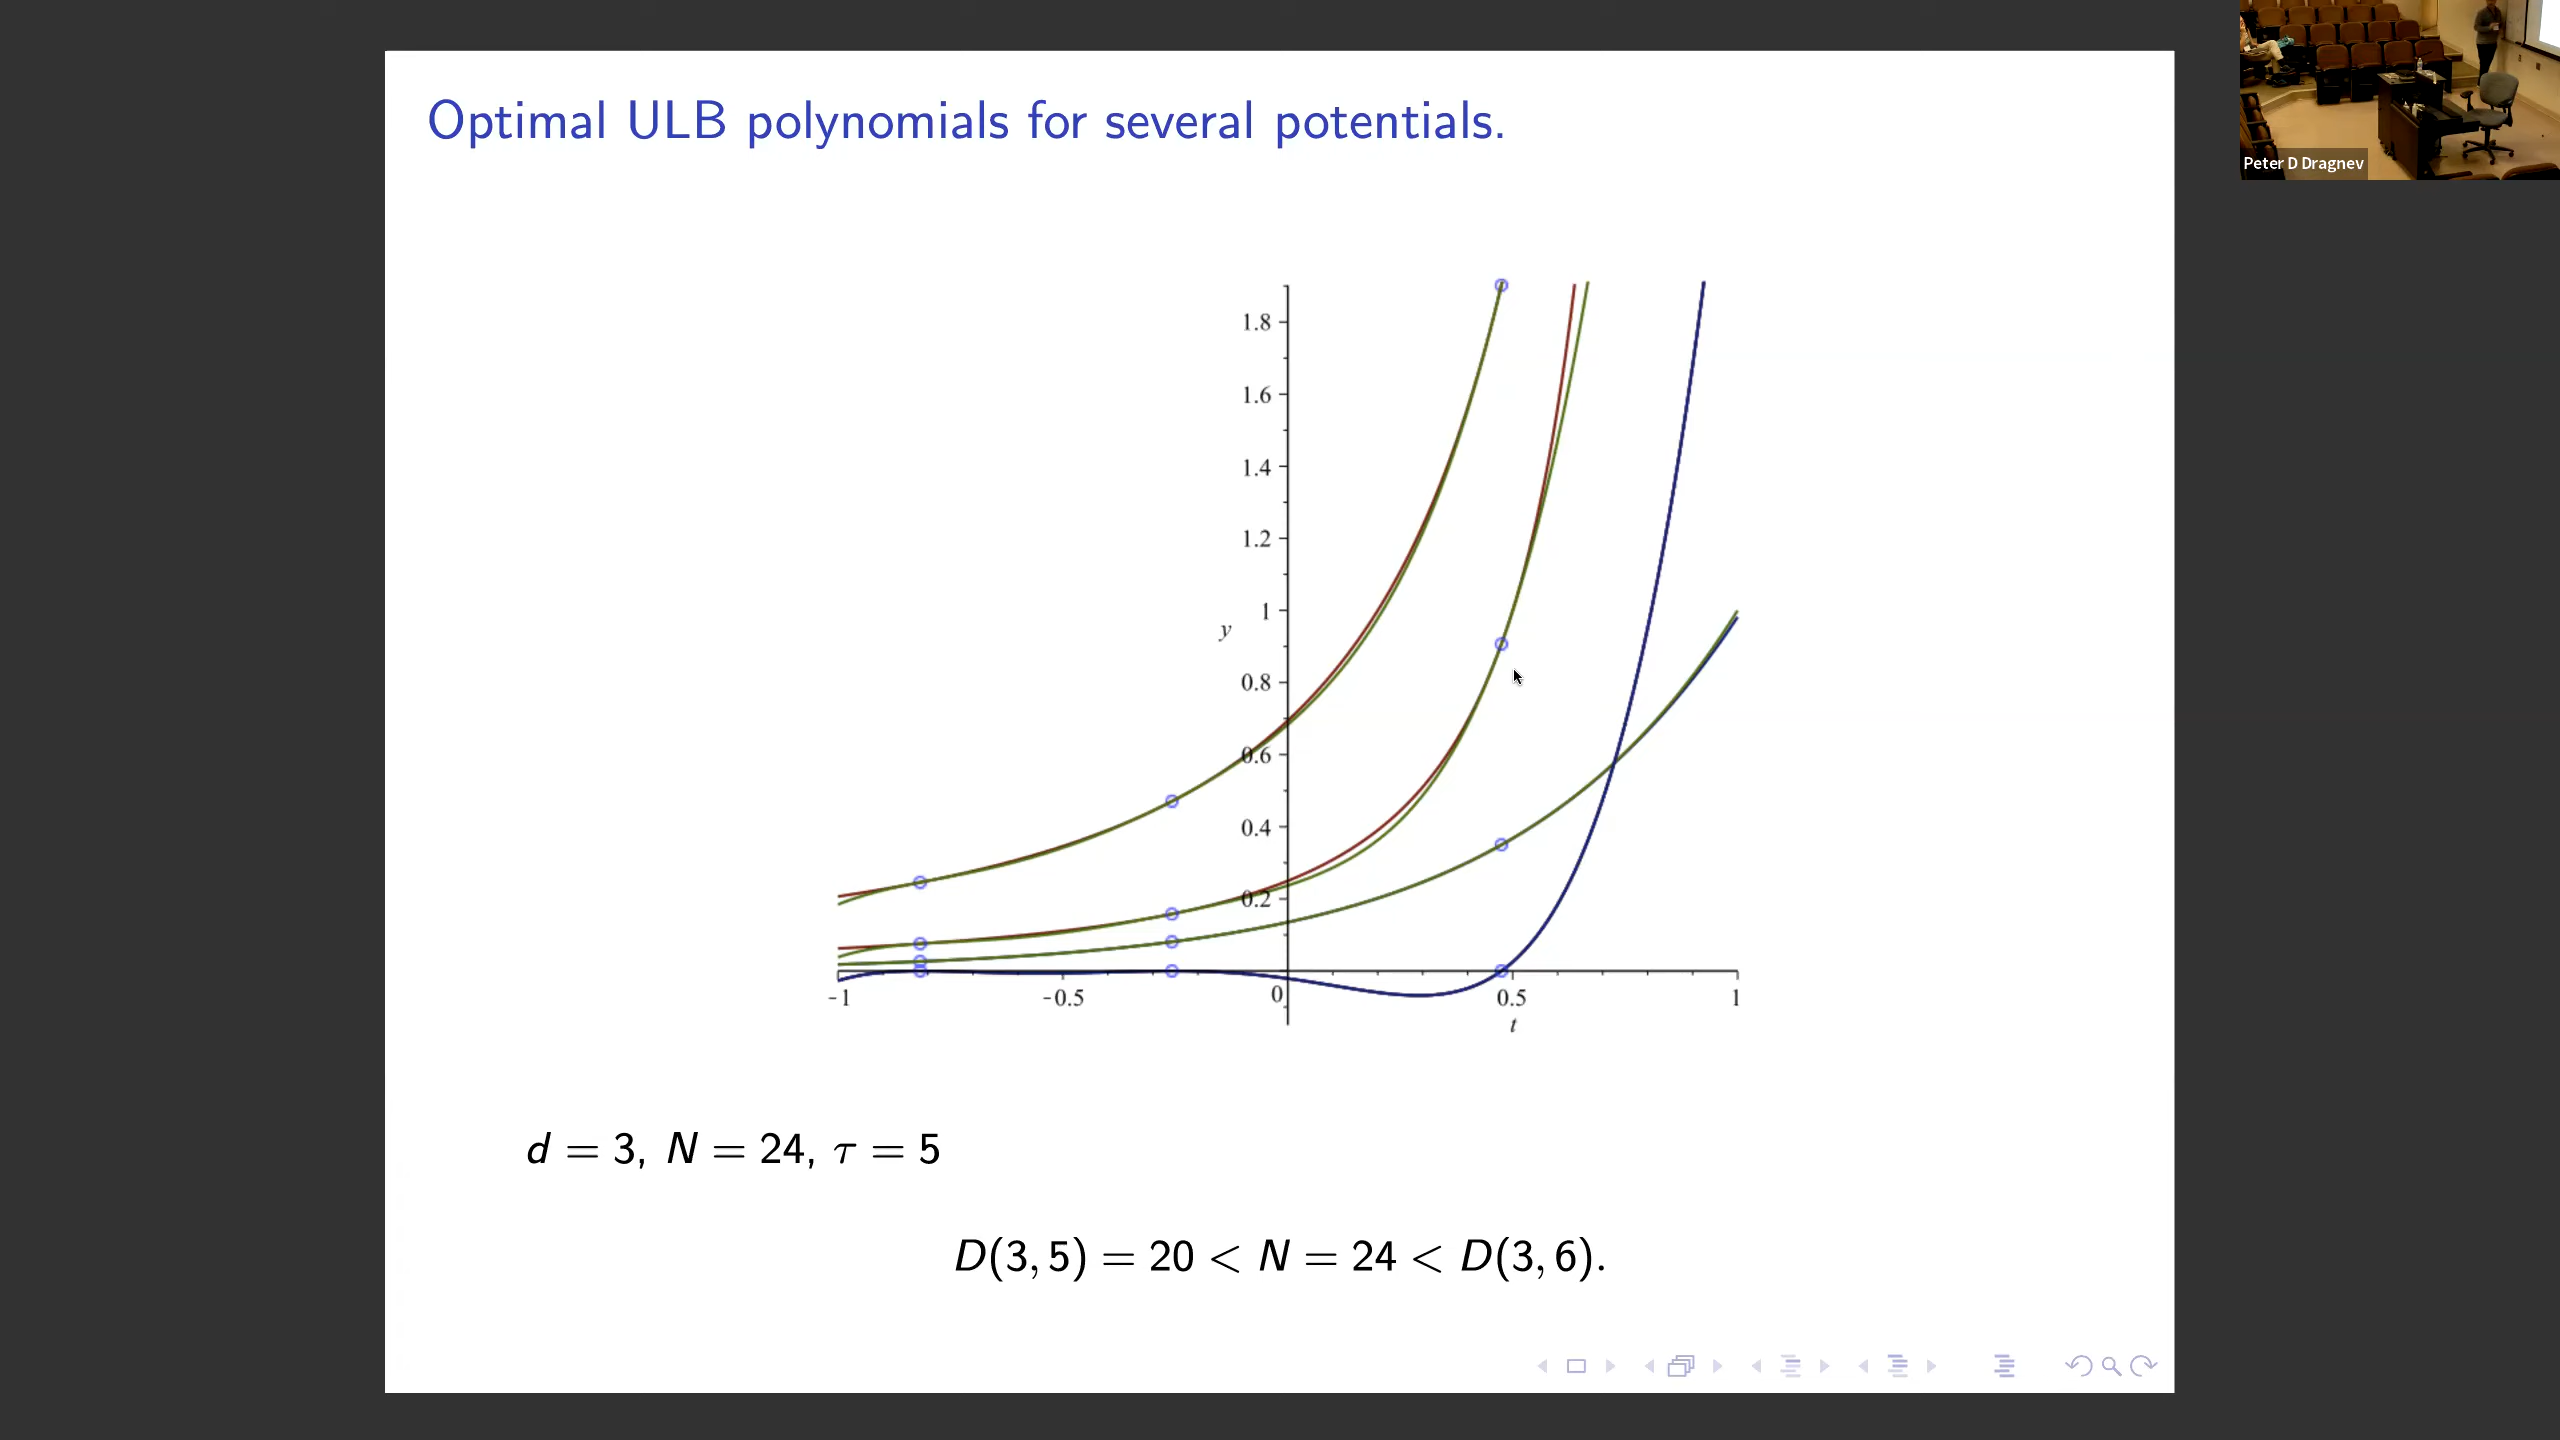 Optimal ULB polynomials for several potentials.
Peter D Dragnev
1.8
1.6
1.4
1.2
1
y
0.8
0.6
0.4
0.2
-1 -0.5 0 0.5 1
t
d = 3, N = 24, τ = 5
D(3, 5) = 20 < N = 24 < D(3, 6).